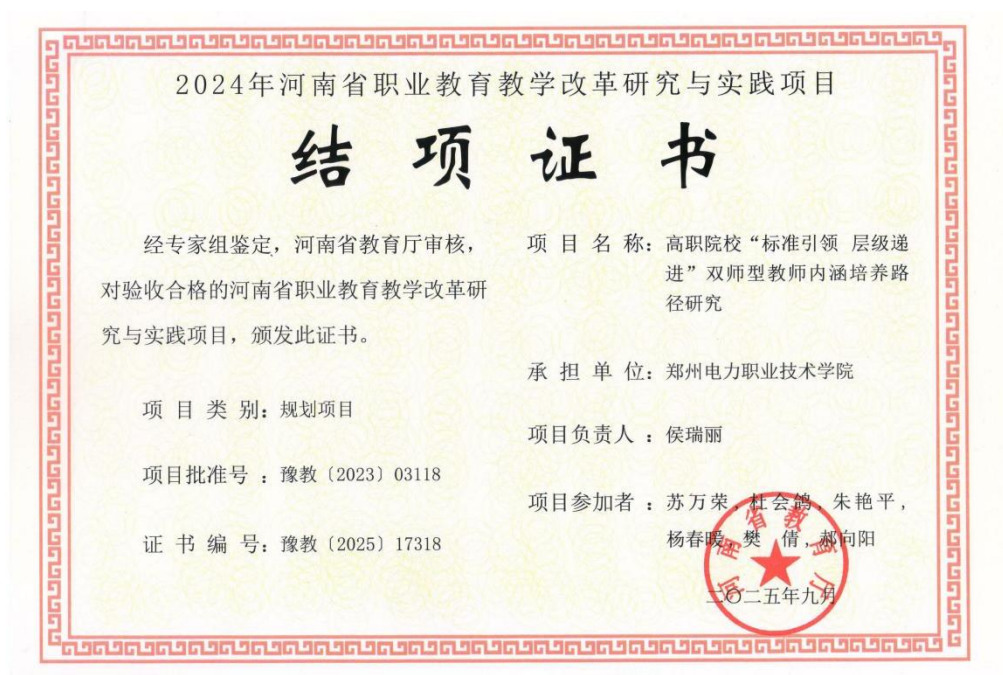 2024年河南省职业教育教学改革研究与实践项目
结项证书
经专家组鉴定，河南省教育厅审核，
对验收合格的河南省职业教育教学改革研
究与实践项目，颁发此证书。
项目类别：规划项目
项目批准号：豫教〔2023〕03118
证书编号：豫教〔2025〕17318
项目名称：高职院校“标准引领 层级递
进”双师型教师内涵培养路
径研究
承担单位：郑州电力职业技术学院
项目负责人：侯瑞丽
项目参加者：苏万荣，杜会鸽，朱艳平，
杨春暖，樊 倩，郝向阳
河南省教育厅
二〇二五年九月